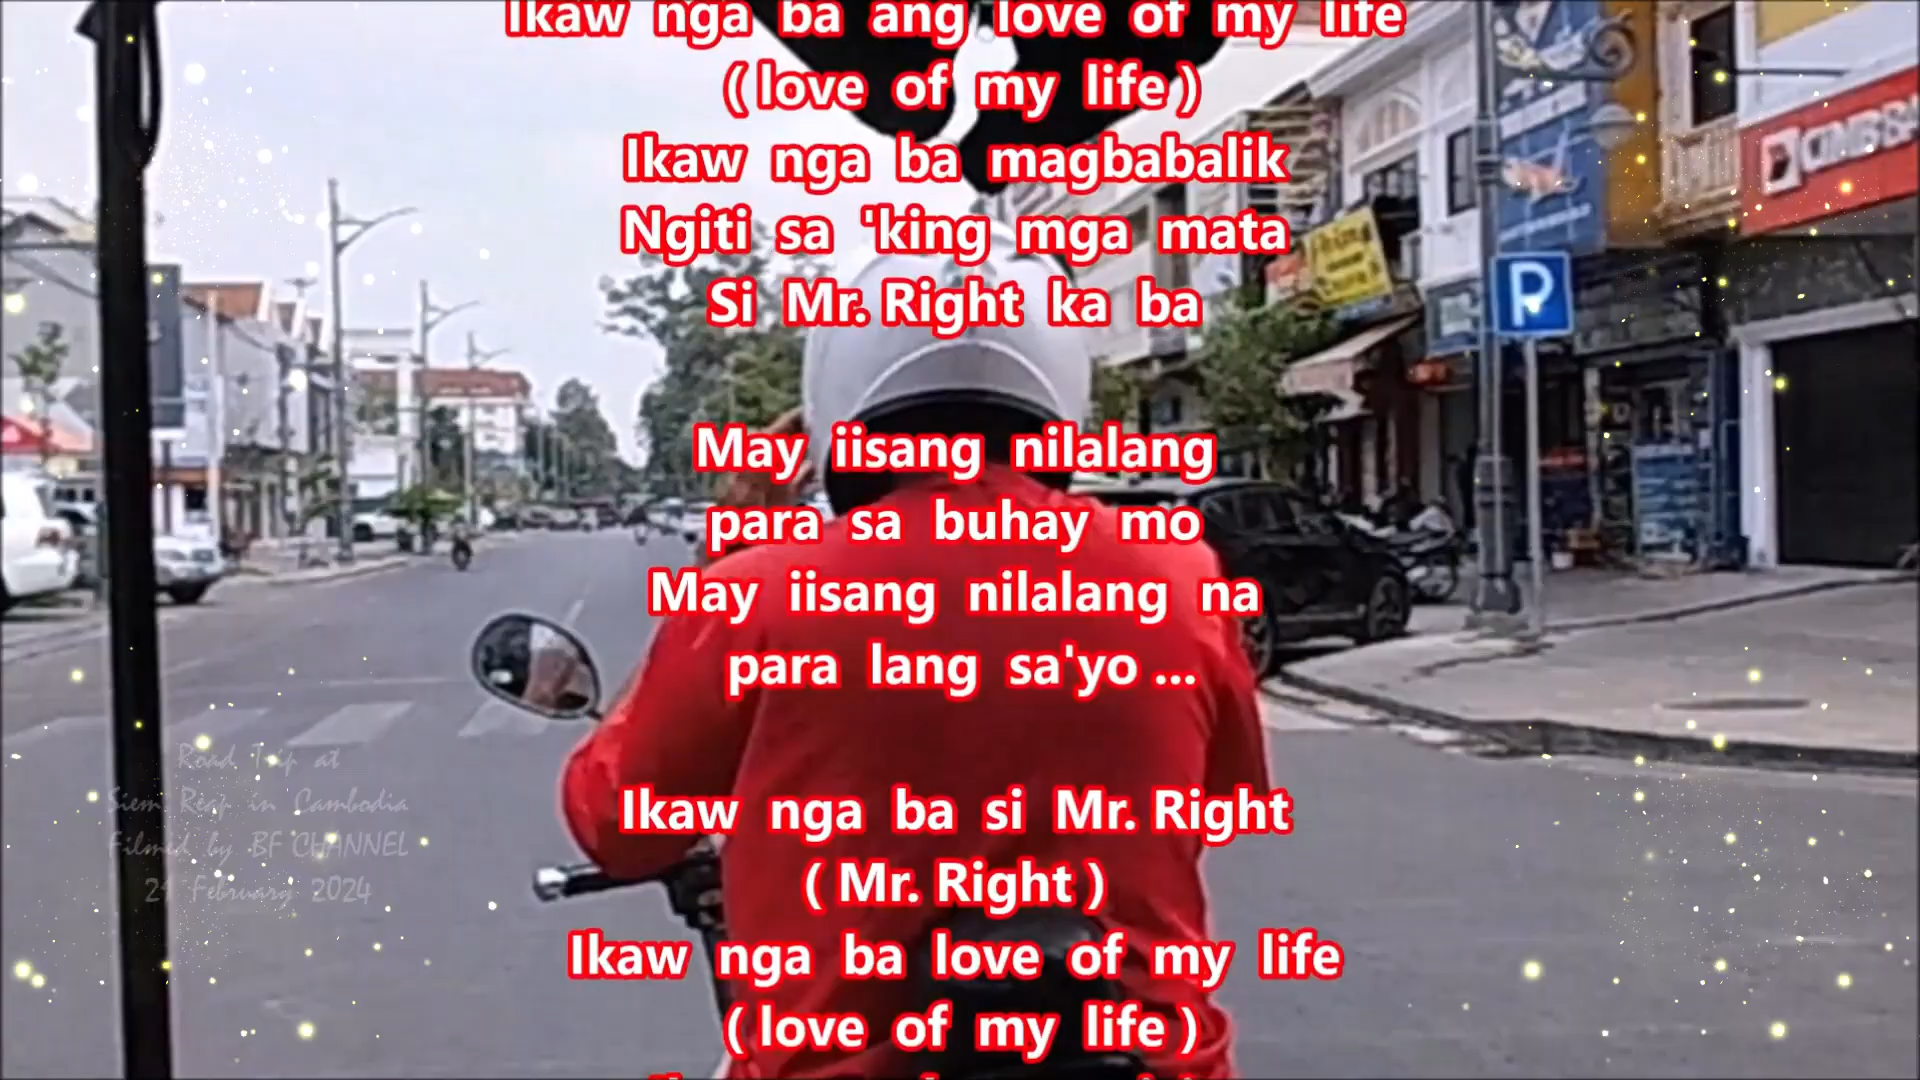 Ikaw nga ba ang love of my life
( love of my life )
Ikaw nga ba magbabalik
Ngiti sa 'king mga mata
Si Mr. Right ka ba
May iisang nilalang
para sa buhay mo
May iisang nilalang na
para lang sa'yo ...
Ikaw nga ba si Mr. Right
( Mr. Right )
Ikaw nga ba love of my life
( love of my life )
P
Road Trip at
Siem Reap in Cambodia
Filmed by BF CHANNEL
February 2024